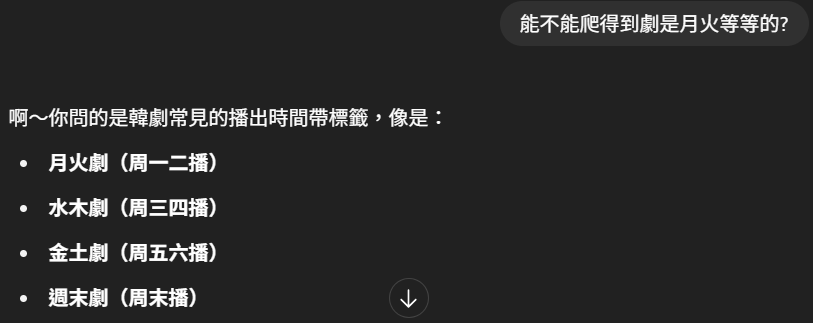 能不能爬得到劇是月火等等的?
啊～你問的是韓劇常見的播出時間帶標籤，像是：
• 月火劇（周一二播）
• 水木劇（周三四播）
• 金土劇（周五六播）
• 週末劇（周末播）